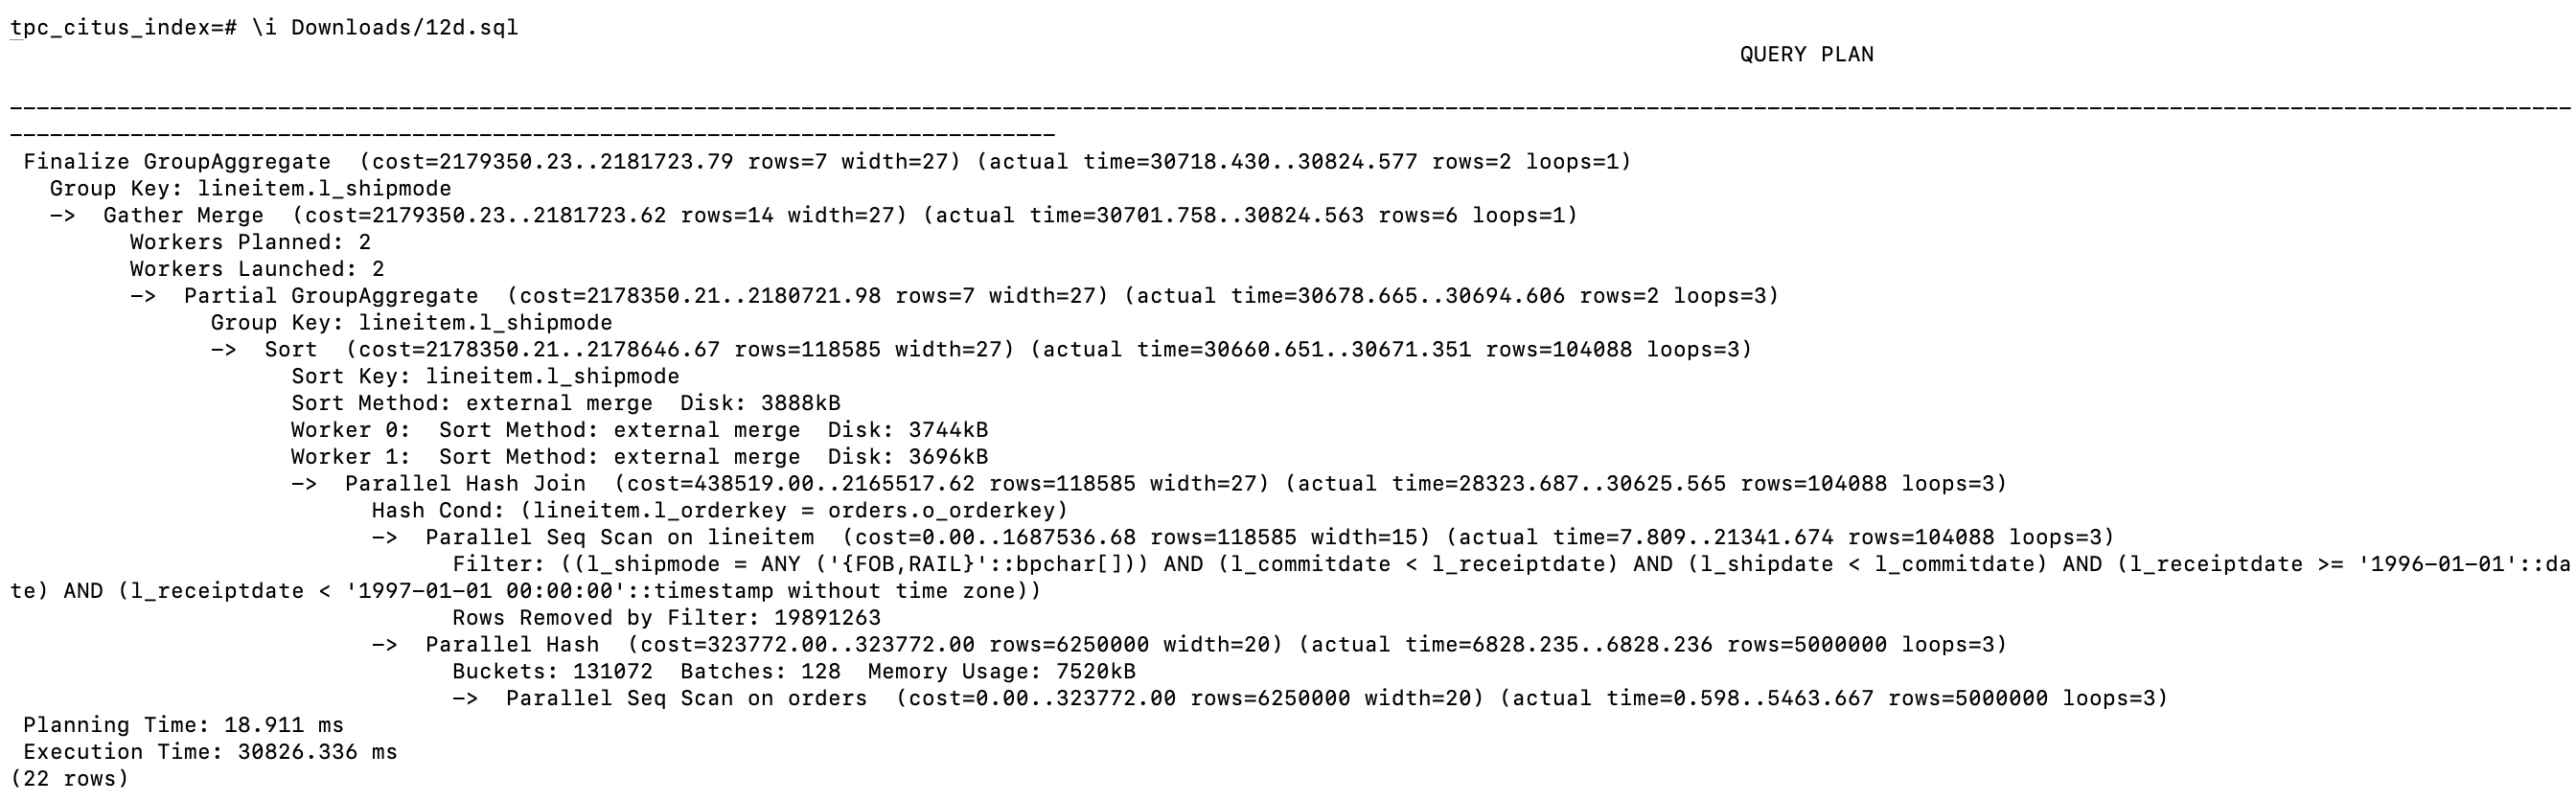 tpc_citus_index=# \i Downloads/12d.sql
QUERY PLAN
-----------------------------------------------------------------------------------------------------------------------------------------------------------------------------------------------
------------------------------------------------------------------------------
Finalize GroupAggregate  (cost=2179350.23..2181723.79 rows=7 width=27) (actual time=30718.430..30824.577 rows=2 loops=1)
Group Key: lineitem.l_shipmode
->  Gather Merge  (cost=2179350.23..2181723.62 rows=14 width=27) (actual time=30701.758..30824.563 rows=6 loops=1)
Workers Planned: 2
Workers Launched: 2
->  Partial GroupAggregate  (cost=2178350.21..2180721.98 rows=7 width=27) (actual time=30678.665..30694.606 rows=2 loops=3)
Group Key: lineitem.l_shipmode
->  Sort  (cost=2178350.21..2178646.67 rows=118585 width=27) (actual time=30660.651..30671.351 rows=104088 loops=3)
Sort Key: lineitem.l_shipmode
Sort Method: external merge  Disk: 3888kB
Worker 0:  Sort Method: external merge  Disk: 3744kB
Worker 1:  Sort Method: external merge  Disk: 3696kB
->  Parallel Hash Join  (cost=438519.00..2165517.62 rows=118585 width=27) (actual time=28323.687..30625.565 rows=104088 loops=3)
Hash Cond: (lineitem.l_orderkey = orders.o_orderkey)
->  Parallel Seq Scan on lineitem  (cost=0.00..1687536.68 rows=118585 width=15) (actual time=7.809..21341.674 rows=104088 loops=3)
Filter: ((l_shipmode = ANY ('{FOB,RAIL}'::bpchar[])) AND (l_commitdate < l_receiptdate) AND (l_shipdate < l_commitdate) AND (l_receiptdate >= '1996-01-01'::da
te) AND (l_receiptdate < '1997-01-01 00:00:00'::timestamp without time zone))
Rows Removed by Filter: 19891263
->  Parallel Hash  (cost=323772.00..323772.00 rows=6250000 width=20) (actual time=6828.235..6828.236 rows=5000000 loops=3)
Buckets: 131072  Batches: 128  Memory Usage: 7520kB
->  Parallel Seq Scan on orders  (cost=0.00..323772.00 rows=6250000 width=20) (actual time=0.598..5463.667 rows=5000000 loops=3)
Planning Time: 18.911 ms
Execution Time: 30826.336 ms
(22 rows)